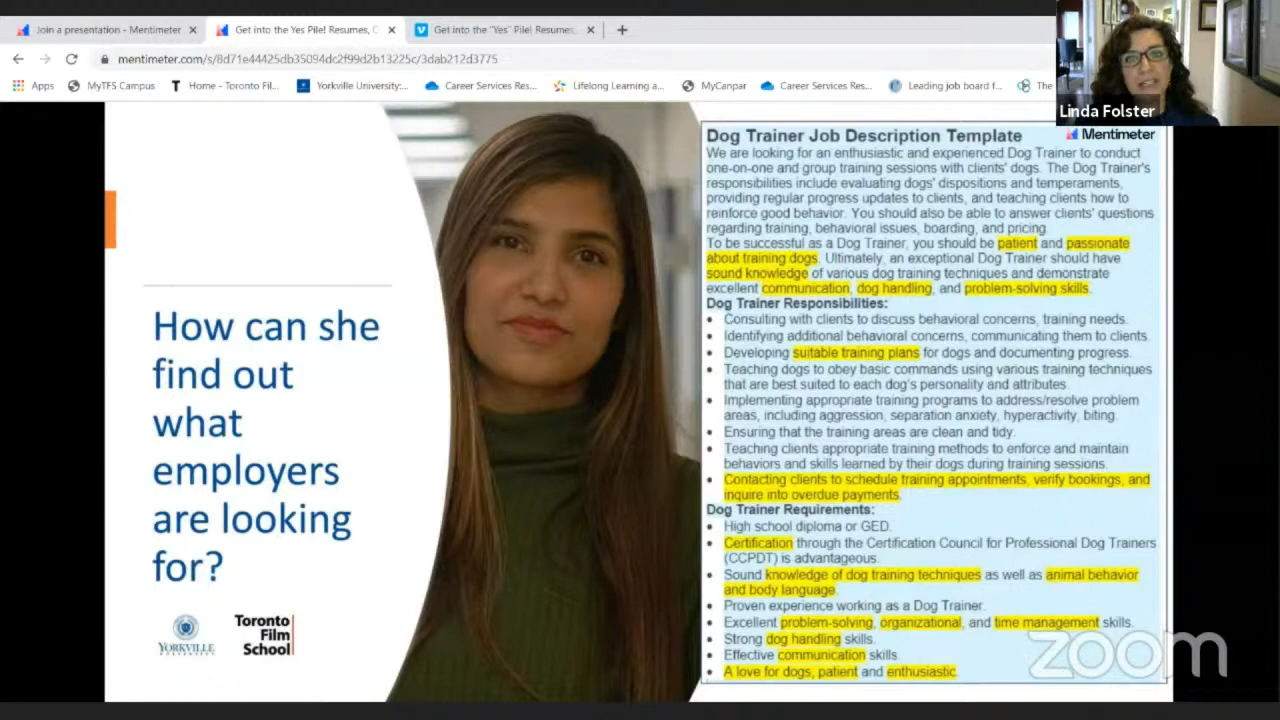 Join a presentation - Mentimeter
Get into the Yes Pile! Resumes, C
Get into the "Yes" Pile! Resumes,
mentimeter.com/s/8d71e44425db35094dc2f99d2b13225c/3dab212d3775
Apps
MyTFS Campus
Home - Toronto Fil...
Yorkville University:...
Career Services Res...
Lifelong Learning a...
MyCanpar
Career Services Res...
Leading job board f...
The
Linda Folster
Mentimeter
How can she
find out
what
employers
are looking
for?
YORKVILLE
Toronto
Film
School
Dog Trainer Job Description Template
We are looking for an enthusiastic and experienced Dog Trainer to conduct
one-on-one and group training sessions with clients' dogs. The Dog Trainer's
responsibilities include evaluating dogs' dispositions and temperaments,
providing regular progress updates to clients, and teaching clients how to
reinforce good behavior. You should also be able to answer clients' questions
regarding training, behavioral issues, boarding, and pricing.
To be successful as a Dog Trainer, you should be patient and passionate
about training dogs. Ultimately, an exceptional Dog Trainer should have
sound knowledge of various dog training techniques and demonstrate
excellent communication, dog handling, and problem-solving skills.
Dog Trainer Responsibilities:
• Consulting with clients to discuss behavioral concerns, training needs.
• Identifying additional behavioral concerns, communicating them to clients.
• Developing suitable training plans for dogs and documenting progress.
• Teaching dogs to obey basic commands using various training techniques
that are best suited to each dog's personality and attributes.
• Implementing appropriate training programs to address/resolve problem
areas, including aggression, separation anxiety, hyperactivity, biting.
• Ensuring that the training areas are clean and tidy.
• Teaching clients appropriate training methods to enforce and maintain
behaviors and skills learned by their dogs during training sessions.
• Contacting clients to schedule training appointments, verify bookings, and
inquire into overdue payments.
Dog Trainer Requirements:
• High school diploma or GED.
• Certification through the Certification Council for Professional Dog Trainers
(CCPDT) is advantageous.
• Sound knowledge of dog training techniques as well as animal behavior
and body language.
• Proven experience working as a Dog Trainer.
• Excellent problem-solving, organizational, and time management skills.
• Strong dog handling skills.
• Effective communication skills
• A love for dogs, patient and enthusiastic.
zoom